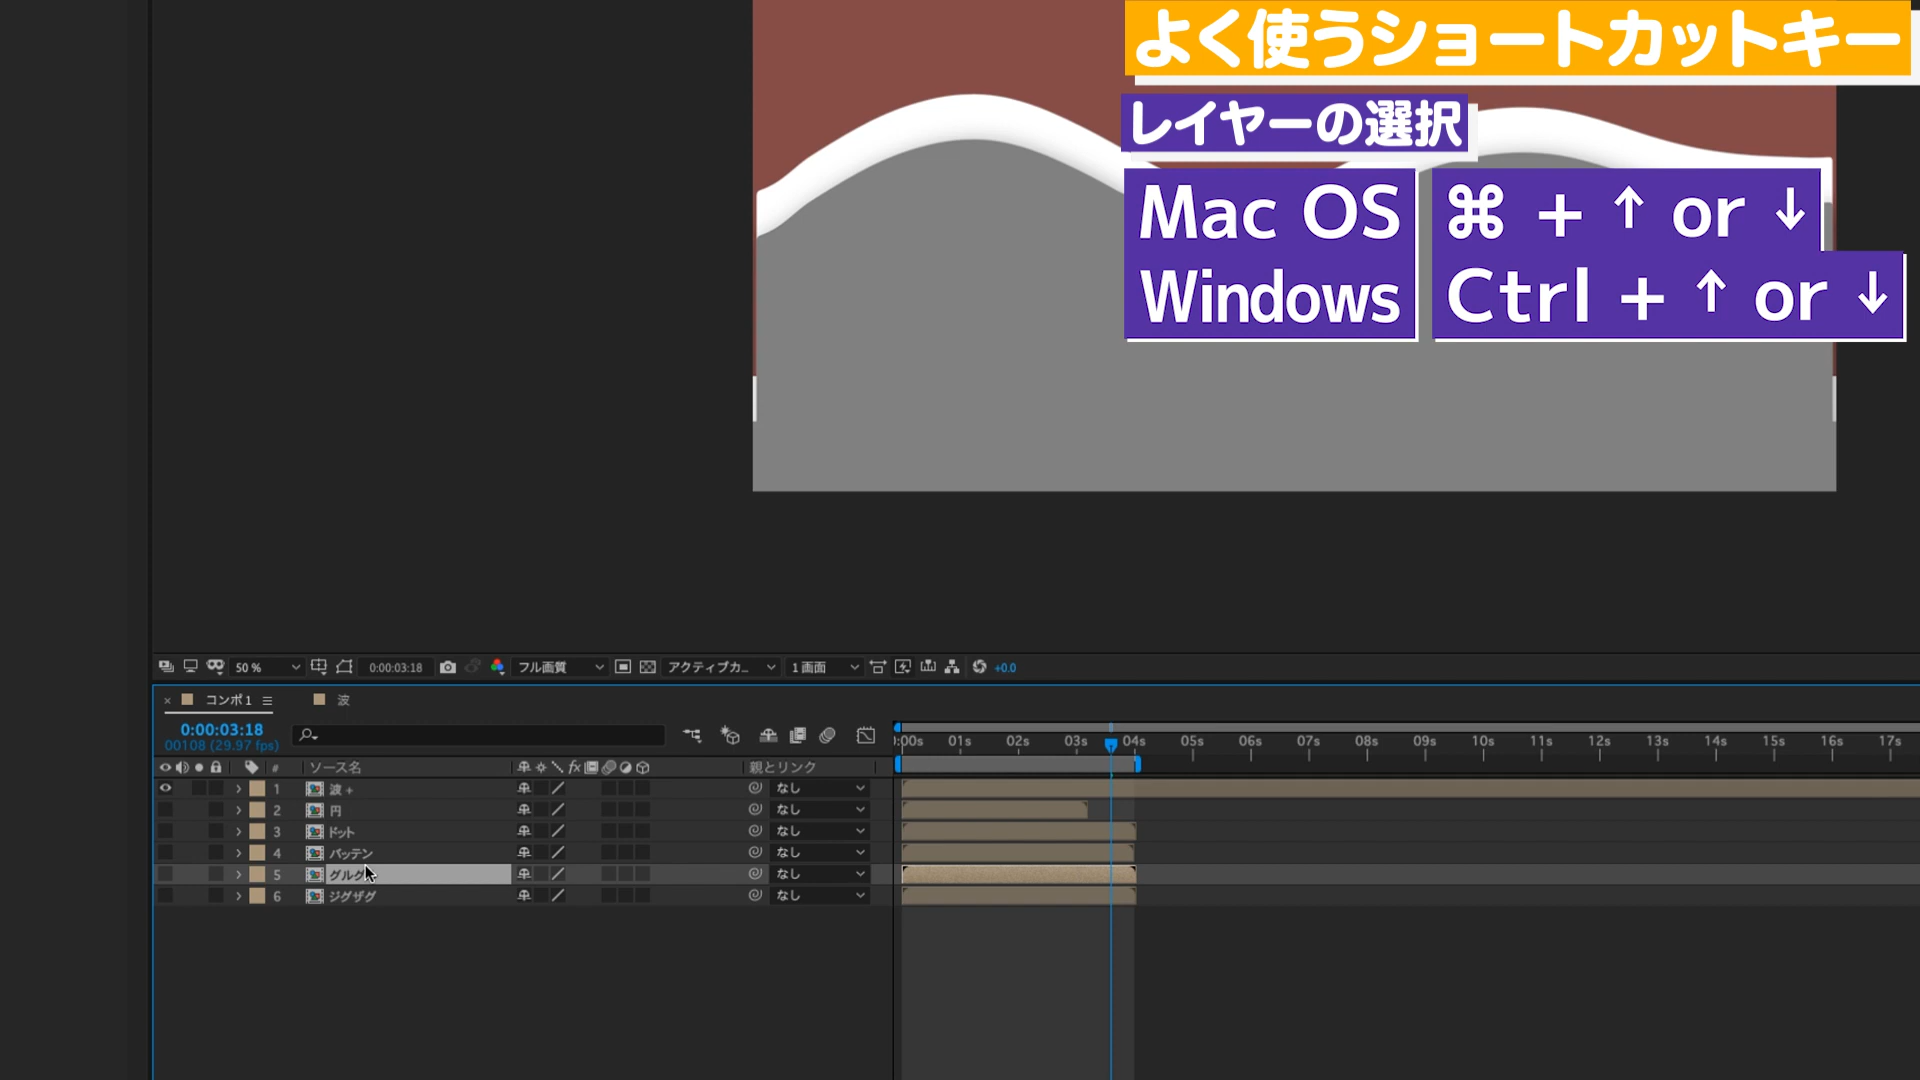 よく使うショートカットキー
レイヤーの選択
Mac OS ⌘ + ↑ or ↓
Windows Ctrl + ↑ or ↓
50 % 0:00:03:18 フル画質 アクティブカ... 1画面 +0.0
× コンポ1 波
0:00:03:18
00108 (29.97 fps)
:00s 01s 02s 03s 04s 05s 06s 07s 08s 09s 10s 11s 12s 13s 14s 15s 16s 17s
# ソース名 fx 親とリンク
1 波+ なし
2 円 なし
3 ドット なし
4 バッテン なし
5 グルグ なし
6 ジグザグ なし